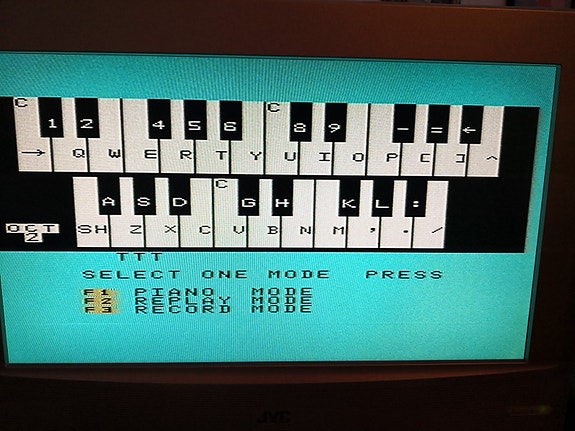 C C
1 2 4 5 6 8 9 - = ←
→ Q W E R T Y U I O P [ ] ^
C
A S D G H K L :
OCT
2
SH Z X C V B N M , . /
TTT
SELECT ONE MODE PRESS
F1 PIANO MODE
F2 REPLAY MODE
F3 RECORD MODE
JVC